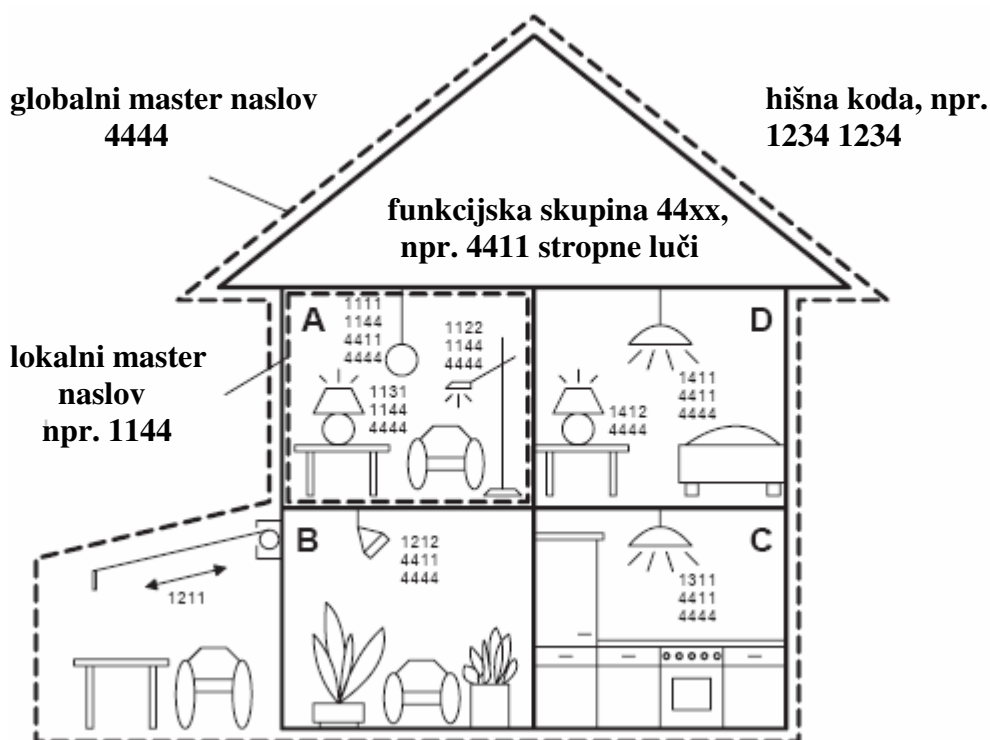 globalni master naslov
4444
hišna koda, npr.
1234 1234
funkcijska skupina 44xx,
npr. 4411 stropne luči
lokalni master
naslov
npr. 1144
A
1111
1144
4411
4444
1122
1144
4444
1131
1144
4444
D
1411
4411
4444
1412
4444
B
1212
4411
4444
C
1311
4411
4444
1211